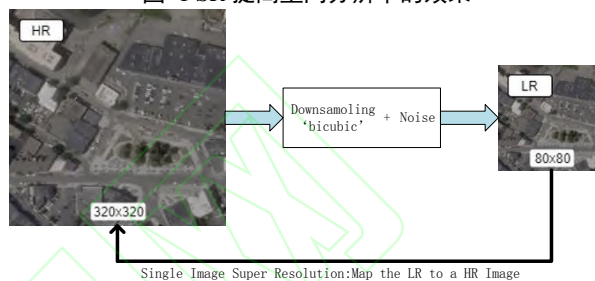 HR
Downsamoling
‘bicubic’
+ Noise
LR
320x320
80x80
Single Image Super Resolution:Map the LR to a HR Image